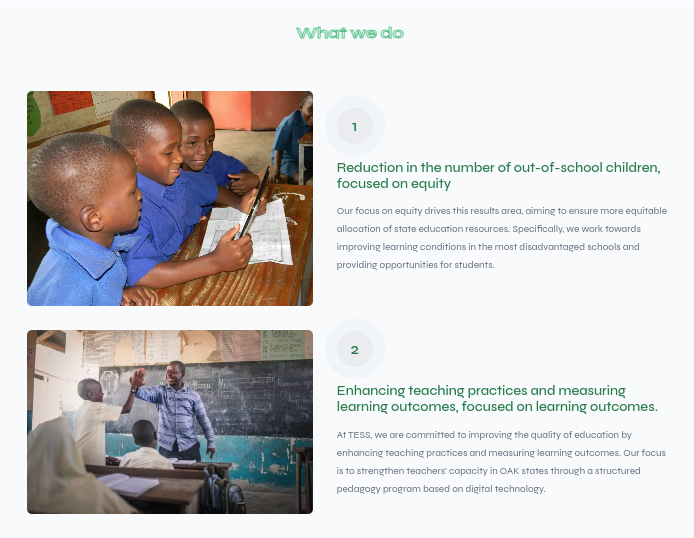 What we do
1
Reduction in the number of out-of-school children,
focused on equity
Our focus on equity drives this results area, aiming to ensure more equitable
allocation of state education resources. Specifically, we work towards
improving learning conditions in the most disadvantaged schools and
providing opportunities for students.
2
Enhancing teaching practices and measuring
learning outcomes, focused on learning outcomes.
At TESS, we are committed to improving the quality of education by
enhancing teaching practices and measuring learning outcomes. Our focus
is to strengthen teachers' capacity in OAK states through a structured
pedagogy program based on digital technology.